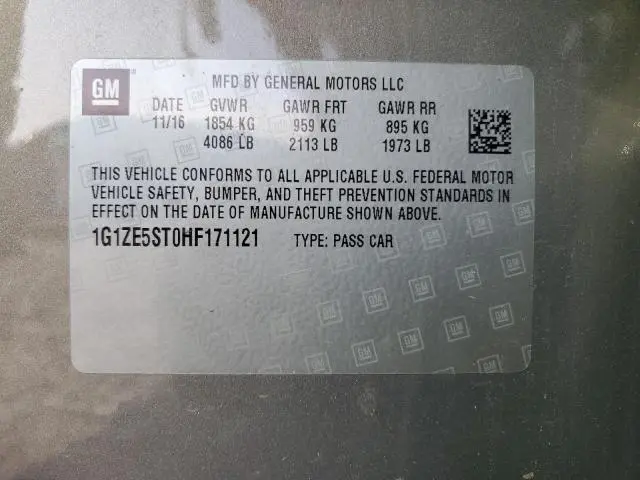 GM
MFD BY GENERAL MOTORS LLC
DATE GVWR GAWR FRT GAWR RR
11/16 1854 KG 959 KG 895 KG
4086 LB 2113 LB 1973 LB
THIS VEHICLE CONFORMS TO ALL APPLICABLE U.S. FEDERAL MOTOR
VEHICLE SAFETY, BUMPER, AND THEFT PREVENTION STANDARDS IN
EFFECT ON THE DATE OF MANUFACTURE SHOWN ABOVE.
1G1ZE5ST0HF171121 TYPE: PASS CAR